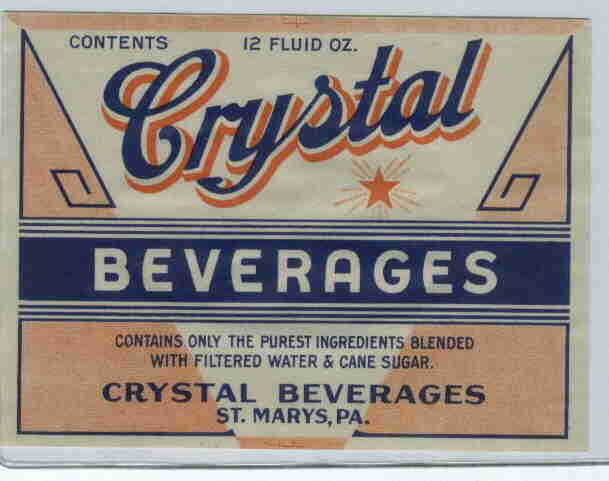 CONTENTS 12 FLUID OZ.
Crystal
BEVERAGES
CONTAINS ONLY THE PUREST INGREDIENTS BLENDED
WITH FILTERED WATER & CANE SUGAR.
CRYSTAL BEVERAGES
ST. MARYS, PA.